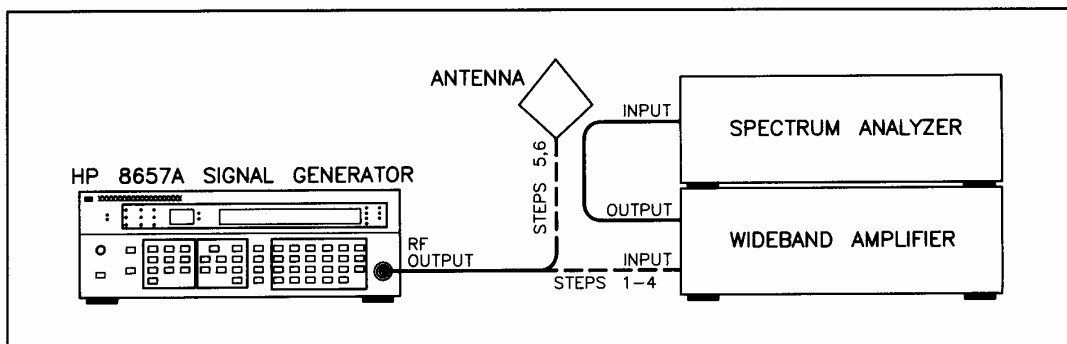 ANTENNA
INPUT
SPECTRUM ANALYZER
STEPS 5,6
HP 8657A SIGNAL GENERATOR
OUTPUT
WIDEBAND AMPLIFIER
RF
OUTPUT
INPUT
STEPS 1-4